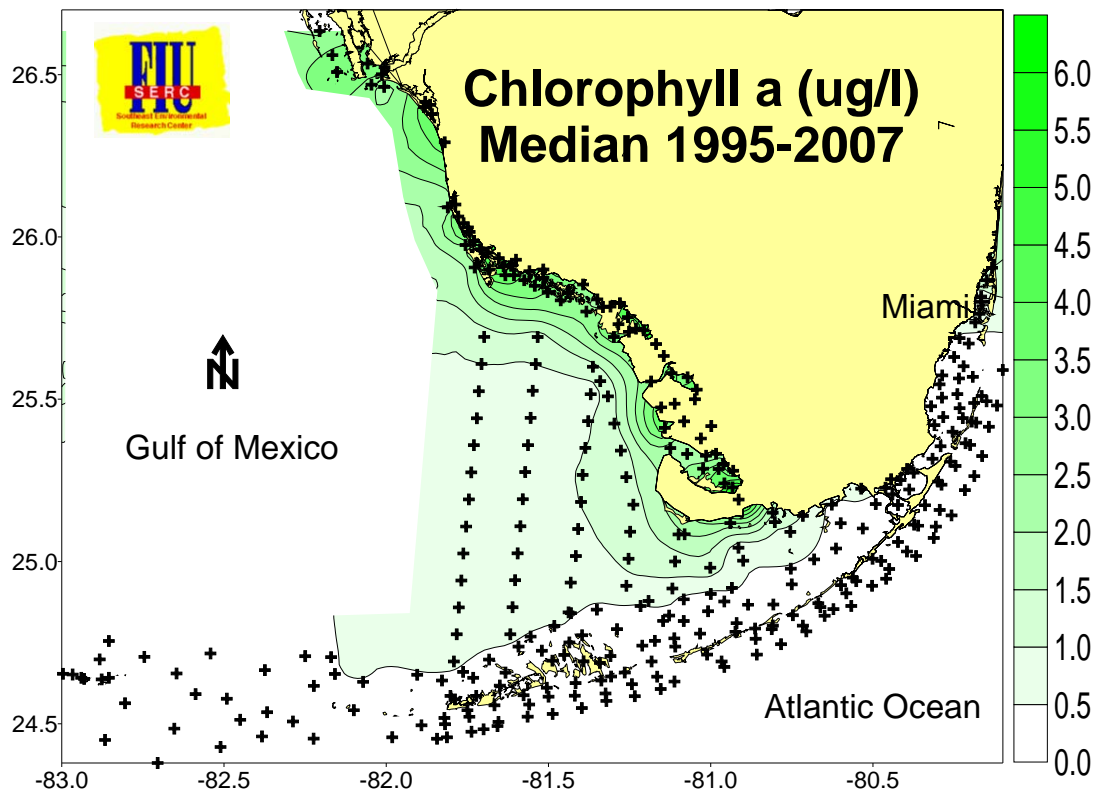 FIU
SERC
Southeast Environmental
Research Center
Chlorophyll a (ug/l)
Median 1995-2007
Miami
N
Gulf of Mexico
Atlantic Ocean
26.5
26.0
25.5
25.0
24.5
-83.0
-82.5
-82.0
-81.5
-81.0
-80.5
6.0
5.5
5.0
4.5
4.0
3.5
3.0
2.5
2.0
1.5
1.0
0.5
0.0